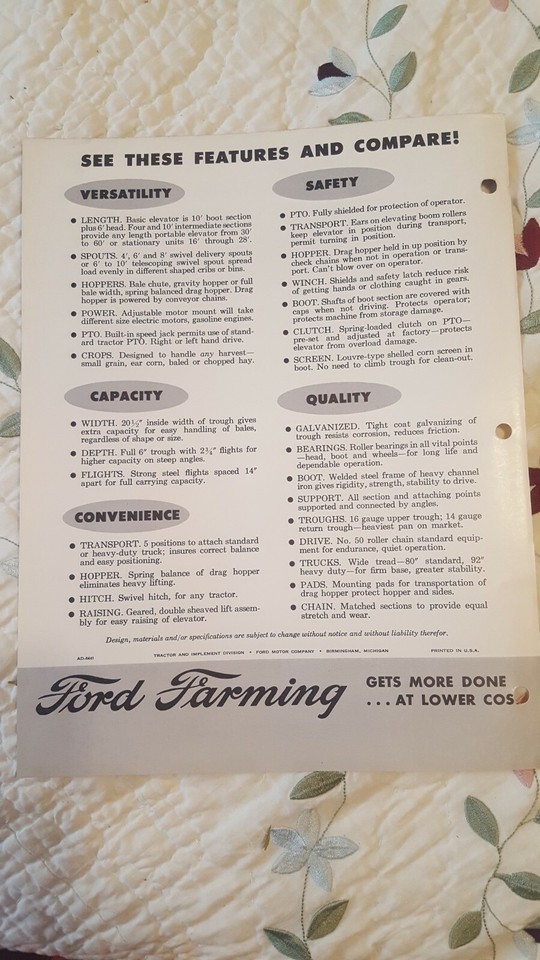 SEE THESE FEATURES AND COMPARE!
VERSATILITY
● LENGTH. Basic elevator is 10' boot section
plus 6' head. Four and 10' intermediate sections
provide any length portable elevator from 30'
to 60' or stationary units 16' through 28'.
● SPOUTS. 4', 6' and 8' swivel delivery spouts
or 6' to 10' telescoping swivel spout spread
load evenly in different shaped cribs or bins.
● HOPPERS. Bale chute, gravity hopper or full
bale width, spring balanced drag hopper. Drag
hopper is powered by conveyor chains.
● POWER. Adjustable motor mount will take
different size electric motors, gasoline engines.
● PTO. Built-in speed jack permits use of stand-
ard tractor PTO. Right or left hand drive.
● CROPS. Designed to handle any harvest—
small grain, ear corn, baled or chopped hay.
CAPACITY
● WIDTH. 20½" inside width of trough gives
extra capacity for easy handling of bales,
regardless of shape or size.
● DEPTH. Full 6" trough with 2¾" flights for
higher capacity on steep angles.
● FLIGHTS. Strong steel flights spaced 14"
apart for full carrying capacity.
CONVENIENCE
● TRANSPORT. 5 positions to attach standard
or heavy-duty truck; insures correct balance
and easy positioning.
● HOPPER. Spring balance of drag hopper
eliminates heavy lifting.
● HITCH. Swivel hitch, for any tractor.
● RAISING. Geared, double sheaved lift assem-
bly for easy raising of elevator.
SAFETY
● PTO. Fully shielded for protection of operator.
● TRANSPORT. Ears on elevating boom rollers
keep elevator in position during transport,
permit turning in position.
● HOPPER. Drag hopper held in up position by
check chains when not in operation or trans-
port. Can't blow over on operator.
● WINCH. Shields and safety latch reduce risk
of getting hands or clothing caught in gears.
● BOOT. Shafts of boot section are covered with
caps when not driving. Protects operator;
protects machine from storage damage.
● CLUTCH. Spring-loaded clutch on PTO—
pre-set and adjusted at factory—protects
elevator from overload damage.
● SCREEN. Louvre-type shelled corn screen in
boot. No need to climb trough for clean-out.
QUALITY
● GALVANIZED. Tight coat galvanizing of
trough resists corrosion, reduces friction.
● BEARINGS. Roller bearings in all vital points
—head, boot and wheels—for long life and
dependable operation.
● BOOT. Welded steel frame of heavy channel
iron gives rigidity, strength, stability to drive.
● SUPPORT. All section and attaching points
supported and connected by angles.
● TROUGHS. 16 gauge upper trough; 14 gauge
return trough—heaviest pan on market.
● DRIVE. No. 50 roller chain standard equip-
ment for endurance, quiet operation.
● TRUCKS. Wide tread—80" standard, 92"
heavy duty—for firm base, greater stability.
● PADS. Mounting pads for transportation of
drag hopper protect hopper and sides.
● CHAIN. Matched sections to provide equal
stretch and wear.
Design, materials and/or specifications are subject to change without notice and without liability therefor.
TRACTOR AND IMPLEMENT DIVISION • FORD MOTOR COMPANY • BIRMINGHAM, MICHIGAN
PRINTED IN U.S.A.
Ford Farming
GETS MORE DONE
. . . AT LOWER COS